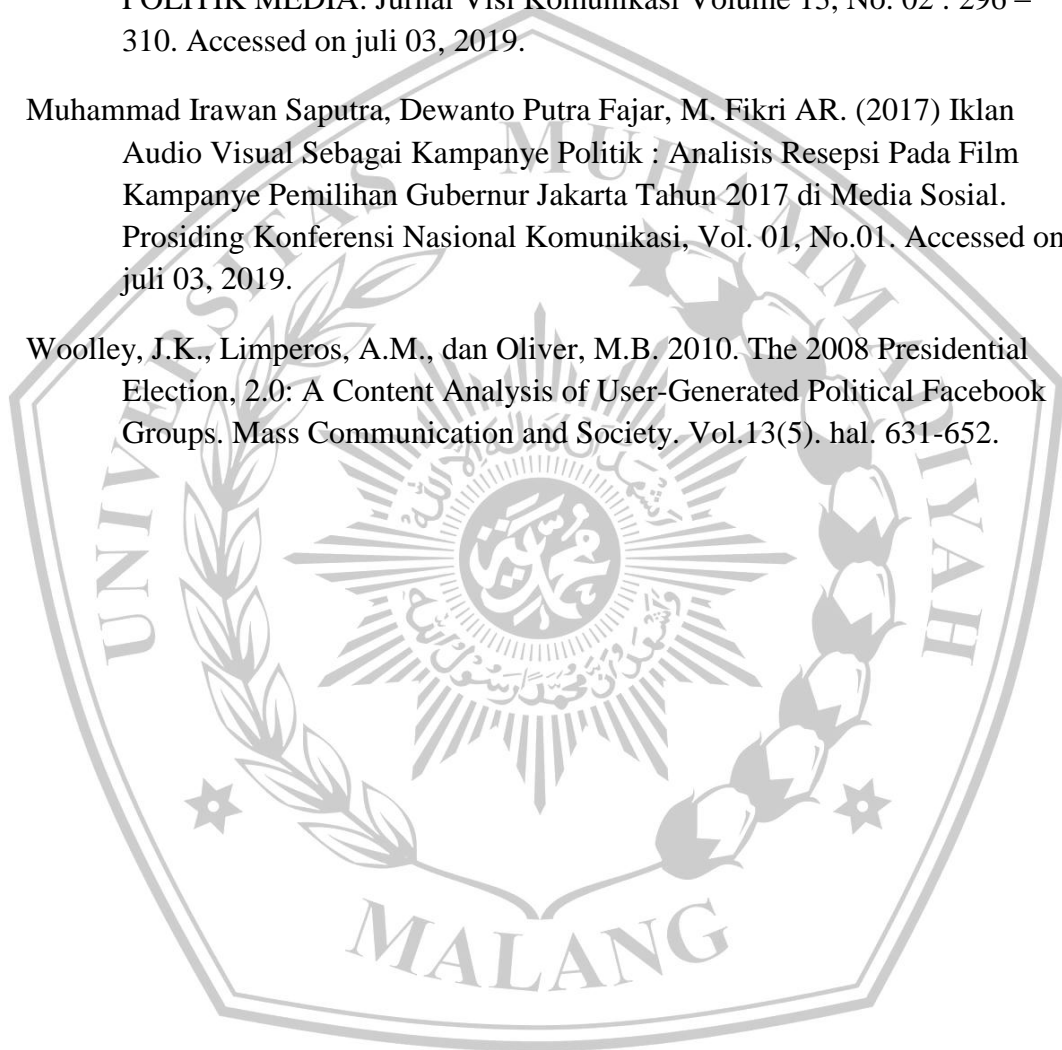 POLITIK MEDIA. Jurnal Visi Komunikasi Volume 13, No. 02 : 296 –
310. Accessed on juli 03, 2019.
Muhammad Irawan Saputra, Dewanto Putra Fajar, M. Fikri AR. (2017) Iklan
Audio Visual Sebagai Kampanye Politik : Analisis Resepsi Pada Film
Kampanye Pemilihan Gubernur Jakarta Tahun 2017 di Media Sosial.
Prosiding Konferensi Nasional Komunikasi, Vol. 01, No.01. Accessed on
juli 03, 2019.
Woolley, J.K., Limperos, A.M., dan Oliver, M.B. 2010. The 2008 Presidential
Election, 2.0: A Content Analysis of User-Generated Political Facebook
Groups. Mass Communication and Society. Vol.13(5). hal. 631-652.
UNIVERSITAS MUHAMMADIYAH
MALANG